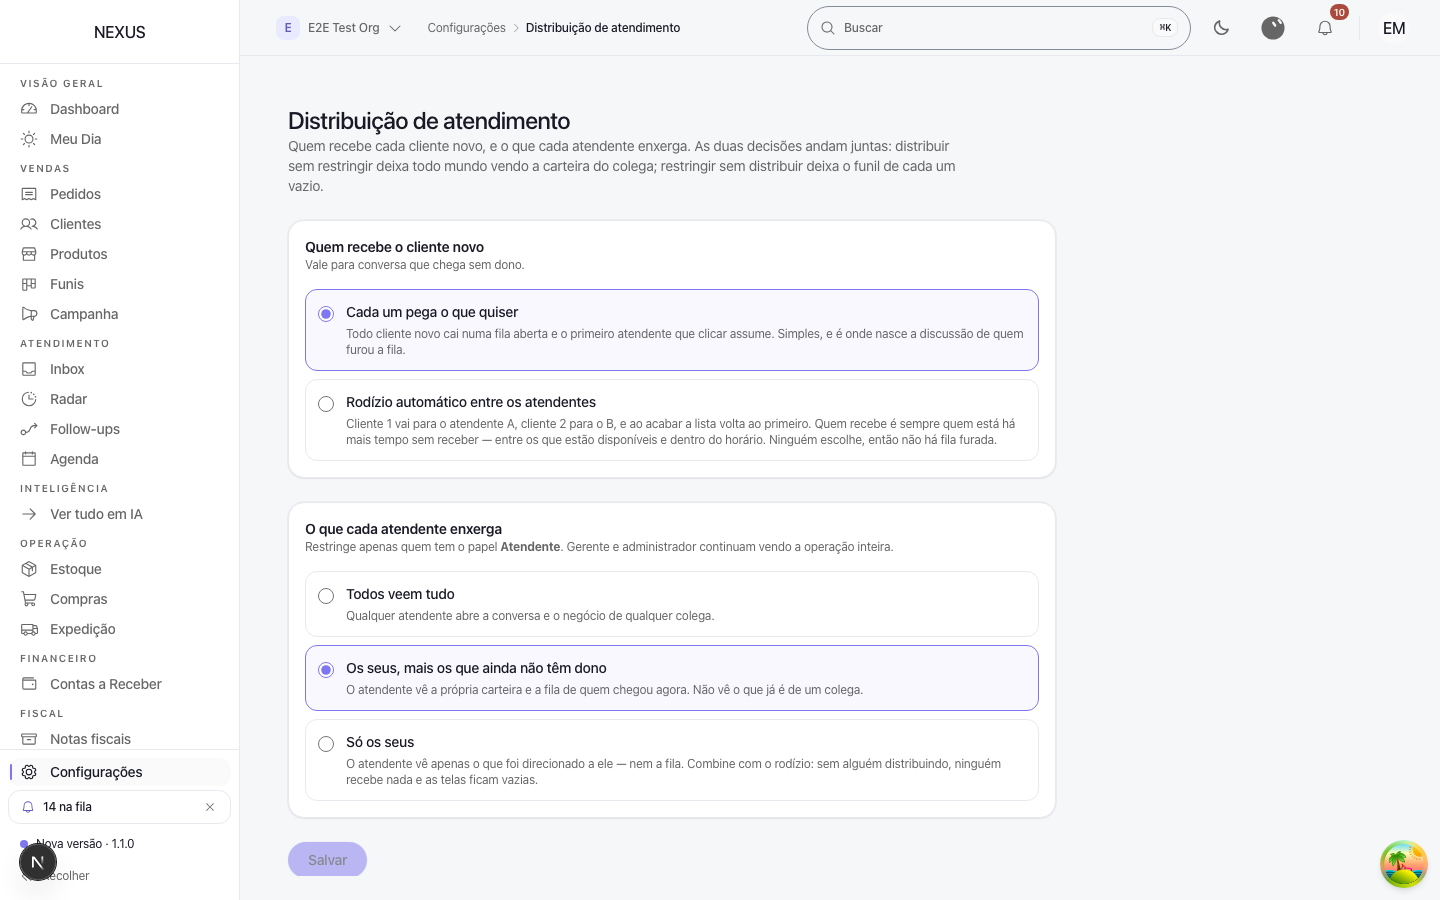 NEXUS
E
E2E Test Org
Configurações
Distribuição de atendimento
Buscar
⌘K
10
EM
VISÃO GERAL
Dashboard
Meu Dia
VENDAS
Pedidos
Clientes
Produtos
Funis
Campanha
ATENDIMENTO
Inbox
Radar
Follow-ups
Agenda
INTELIGÊNCIA
Ver tudo em IA
OPERAÇÃO
Estoque
Compras
Expedição
FINANCEIRO
Contas a Receber
FISCAL
Notas fiscais
Configurações
14 na fila
Nova versão · 1.1.0
N
Recolher
Distribuição de atendimento
Quem recebe cada cliente novo, e o que cada atendente enxerga. As duas decisões andam juntas: distribuir
sem restringir deixa todo mundo vendo a carteira do colega; restringir sem distribuir deixa o funil de cada um
vazio.
Quem recebe o cliente novo
Vale para conversa que chega sem dono.
Cada um pega o que quiser
Todo cliente novo cai numa fila aberta e o primeiro atendente que clicar assume. Simples, e é onde nasce a discussão de quem
furou a fila.
Rodízio automático entre os atendentes
Cliente 1 vai para o atendente A, cliente 2 para o B, e ao acabar a lista volta ao primeiro. Quem recebe é sempre quem está há
mais tempo sem receber — entre os que estão disponíveis e dentro do horário. Ninguém escolhe, então não há fila furada.
O que cada atendente enxerga
Restringe apenas quem tem o papel Atendente. Gerente e administrador continuam vendo a operação inteira.
Todos veem tudo
Qualquer atendente abre a conversa e o negócio de qualquer colega.
Os seus, mais os que ainda não têm dono
O atendente vê a própria carteira e a fila de quem chegou agora. Não vê o que já é de um colega.
Só os seus
O atendente vê apenas o que foi direcionado a ele — nem a fila. Combine com o rodízio: sem alguém distribuindo, ninguém
recebe nada e as telas ficam vazias.
Salvar